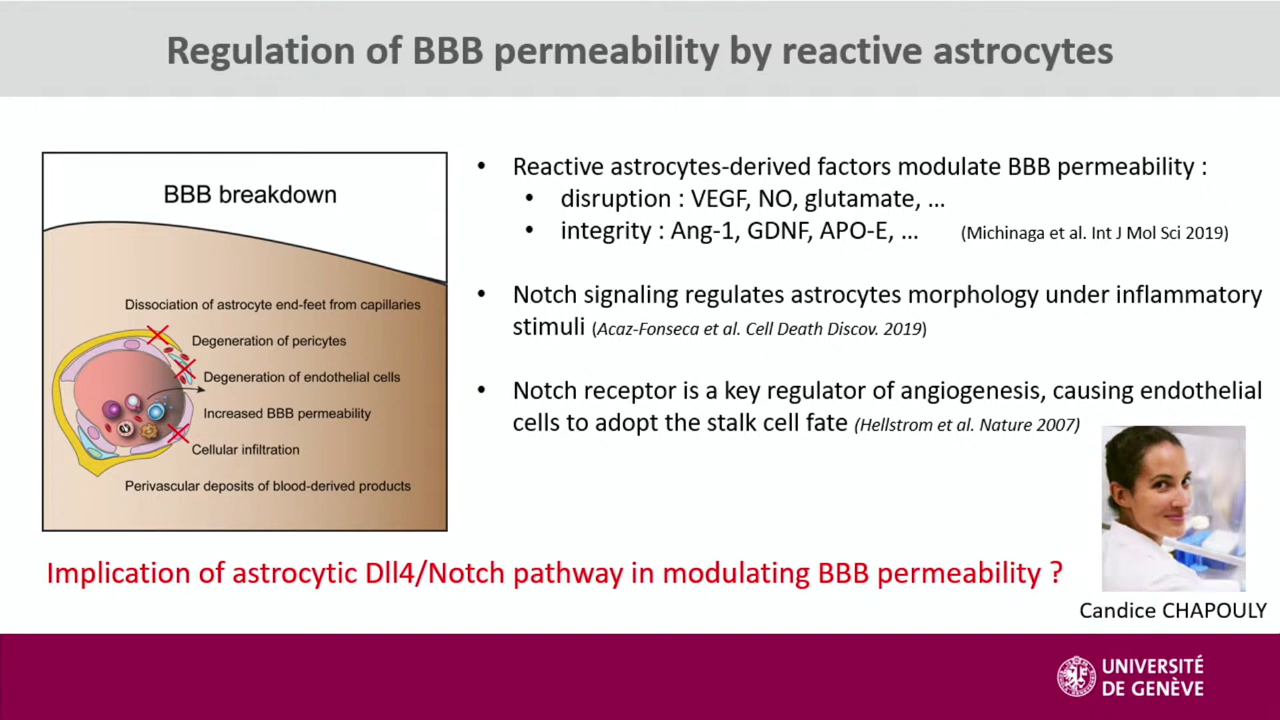 Regulation of BBB permeability by reactive astrocytes
BBB breakdown
Dissociation of astrocyte end-feet from capillaries
Degeneration of pericytes
Degeneration of endothelial cells
Increased BBB permeability
Cellular infiltration
Perivascular deposits of blood-derived products
• Reactive astrocytes-derived factors modulate BBB permeability :
• disruption : VEGF, NO, glutamate, ...
• integrity : Ang-1, GDNF, APO-E, ... (Michinaga et al. Int J Mol Sci 2019)
• Notch signaling regulates astrocytes morphology under inflammatory
stimuli (Acaz-Fonseca et al. Cell Death Discov. 2019)
• Notch receptor is a key regulator of angiogenesis, causing endothelial
cells to adopt the stalk cell fate (Hellstrom et al. Nature 2007)
Implication of astrocytic Dll4/Notch pathway in modulating BBB permeability ?
Candice CHAPOULY
UNIVERSITÉ
DE GENÈVE